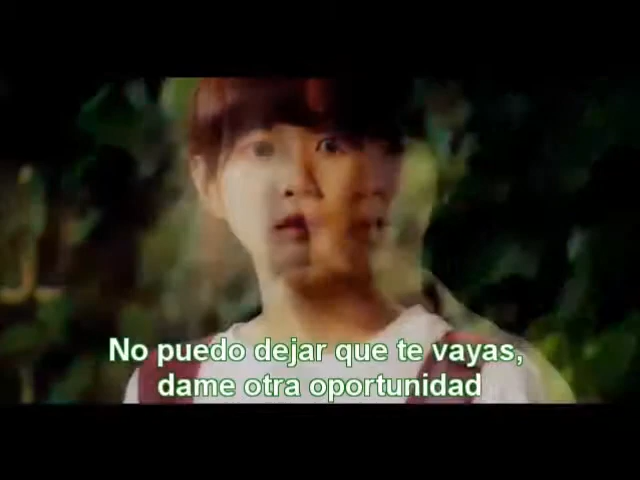 No puedo dejar que te vayas,
dame otra oportunidad